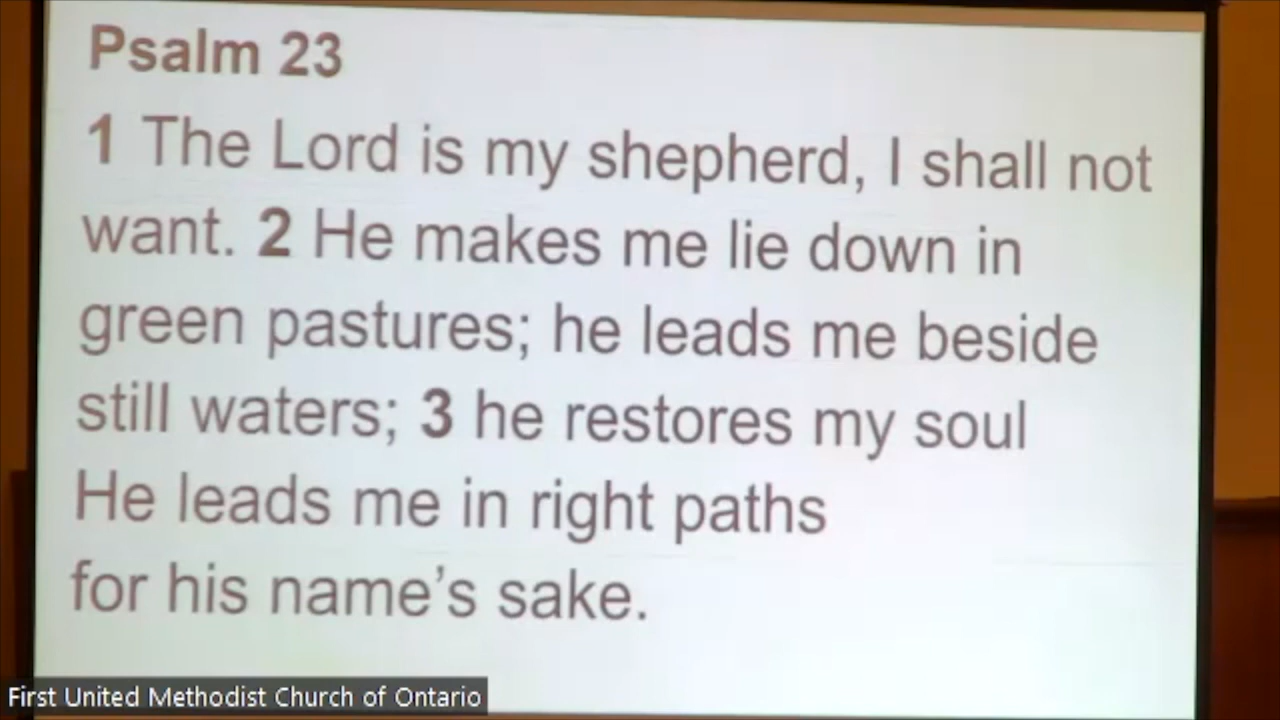 Psalm 23
1 The Lord is my shepherd, I shall not
want. 2 He makes me lie down in
green pastures; he leads me beside
still waters; 3 he restores my soul
He leads me in right paths
for his name’s sake.
First United Methodist Church of Ontario